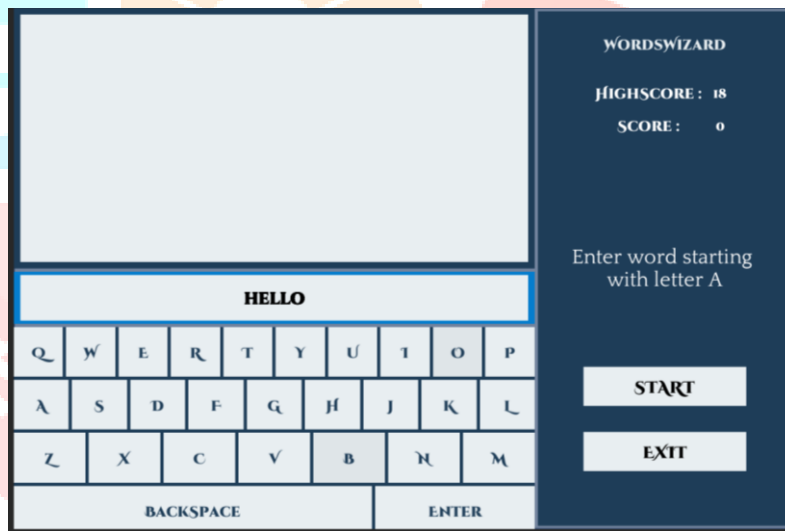 WORDSWIZARD
HIGHSCORE : 18
SCORE : 0
Enter word starting
with letter A
HELLO
Q W E R T Y U I O P
A S D F G H J K L
Z X C V B N M
BACKSPACE ENTER
START
EXIT